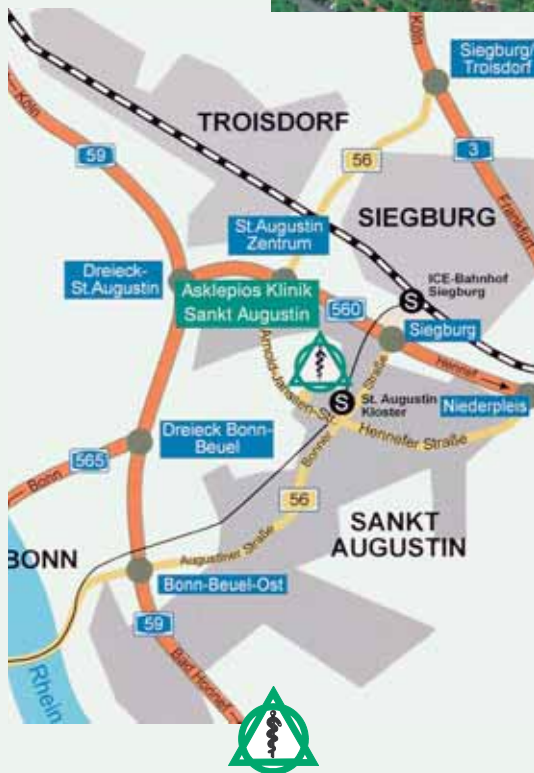 Köln
Siegburg/
Troisdorf
Köln
TROISDORF
59
56
3
Frankfurt
SIEGBURG
St.Augustin
Zentrum
Dreieck-
St.Augustin
ICE-Bahnhof
Siegburg
S
Asklepios Klinik
Sankt Augustin
560
Siegburg
Hennef
Arnold-Janssen-Str.
Straße
S
St. Augustin
Kloster
Niederpleis
Dreieck Bonn-
Beuel
Hennefer Straße
Bonner
565
Bonn
56
SANKT
AUGUSTIN
BONN
Augustiner Straße
Bonn-Beuel-Ost
59
Bad Honnef
Rhein